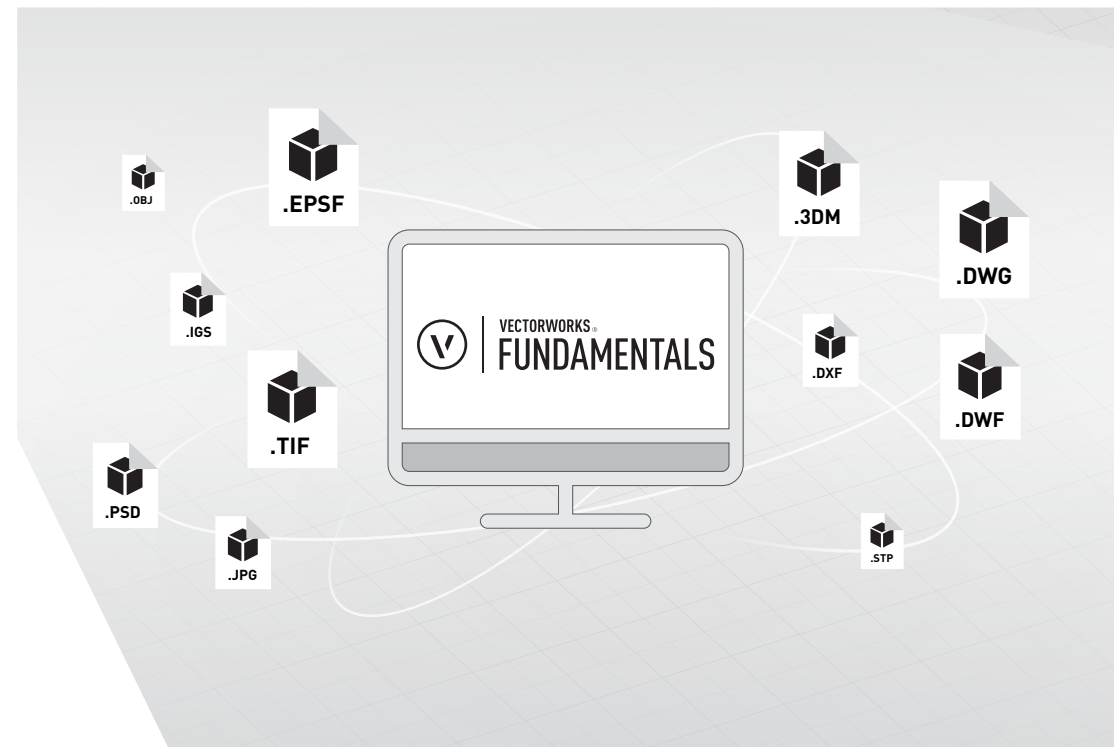 .OBJ
.EPSF
.3DM
.DWG
.IGS
VECTORWORKS®
FUNDAMENTALS
.DXF
.TIF
.DWF
.PSD
.JPG
.STP